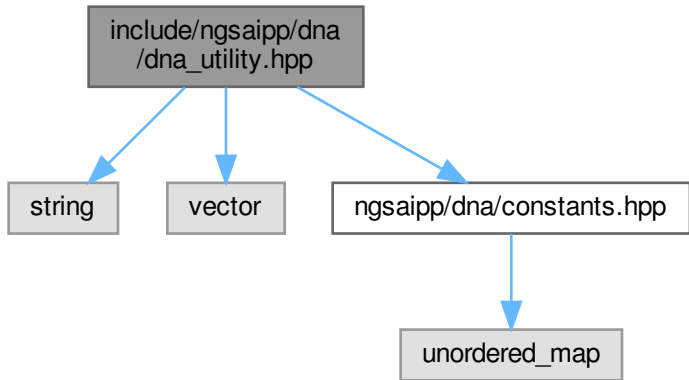 include/ngsaipp/dna
/dna_utility.hpp
string
vector
ngsaipp/dna/constants.hpp
unordered_map